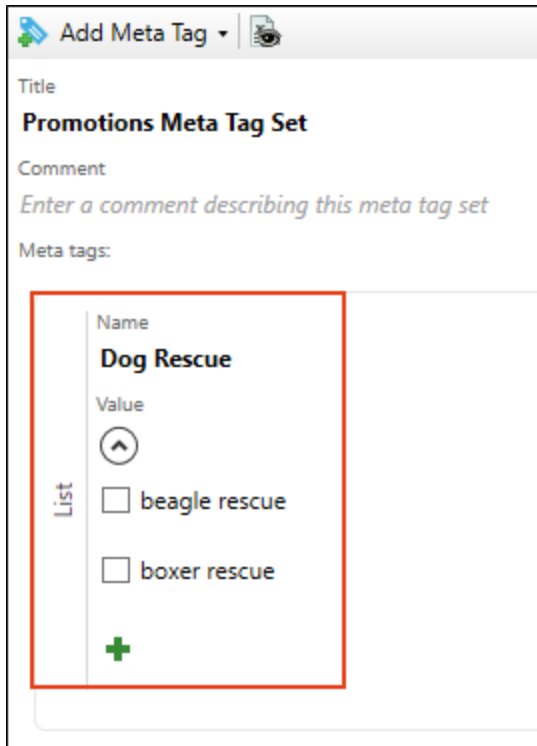 Add Meta Tag
Title
Promotions Meta Tag Set
Comment
Enter a comment describing this meta tag set
Meta tags:
Name
Dog Rescue
Value
List
beagle rescue
boxer rescue